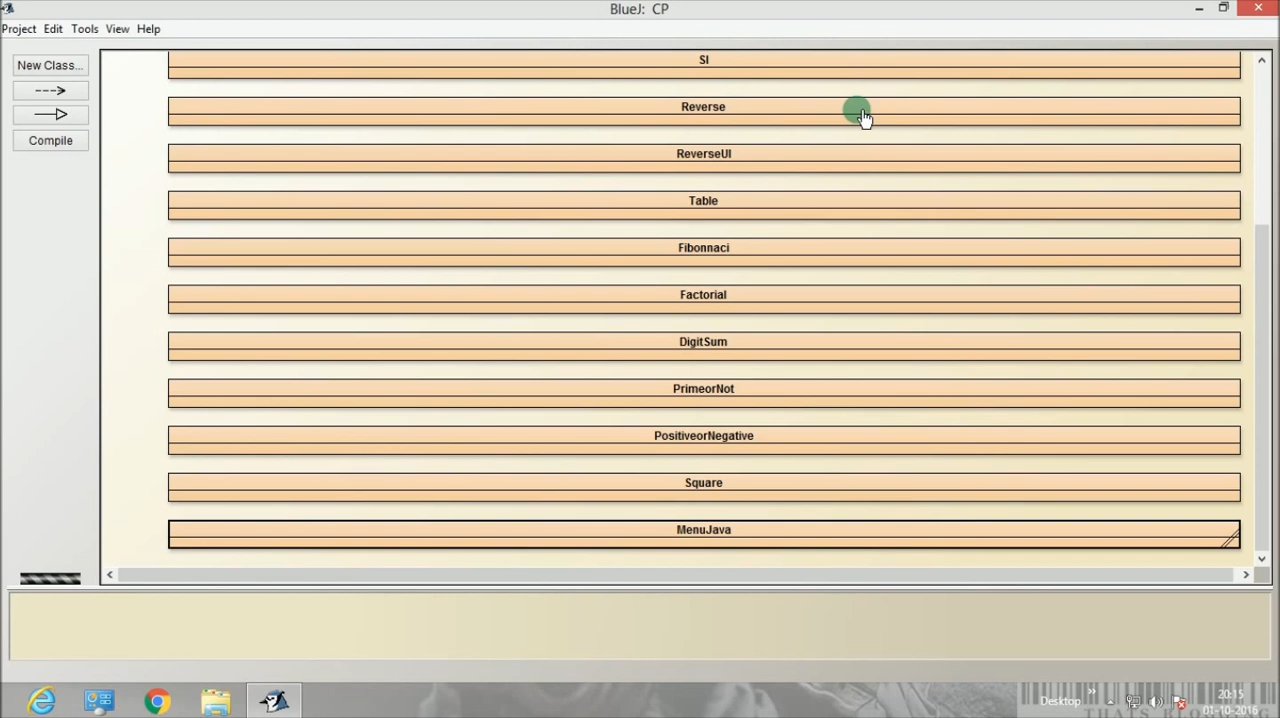 BlueJ: CP
Project Edit Tools View Help
New Class...
Compile
SI
Reverse
ReverseUI
Table
Fibonnaci
Factorial
DigitSum
PrimeorNot
PositiveorNegative
Square
MenuJava
Desktop
20:15
01-10-2016